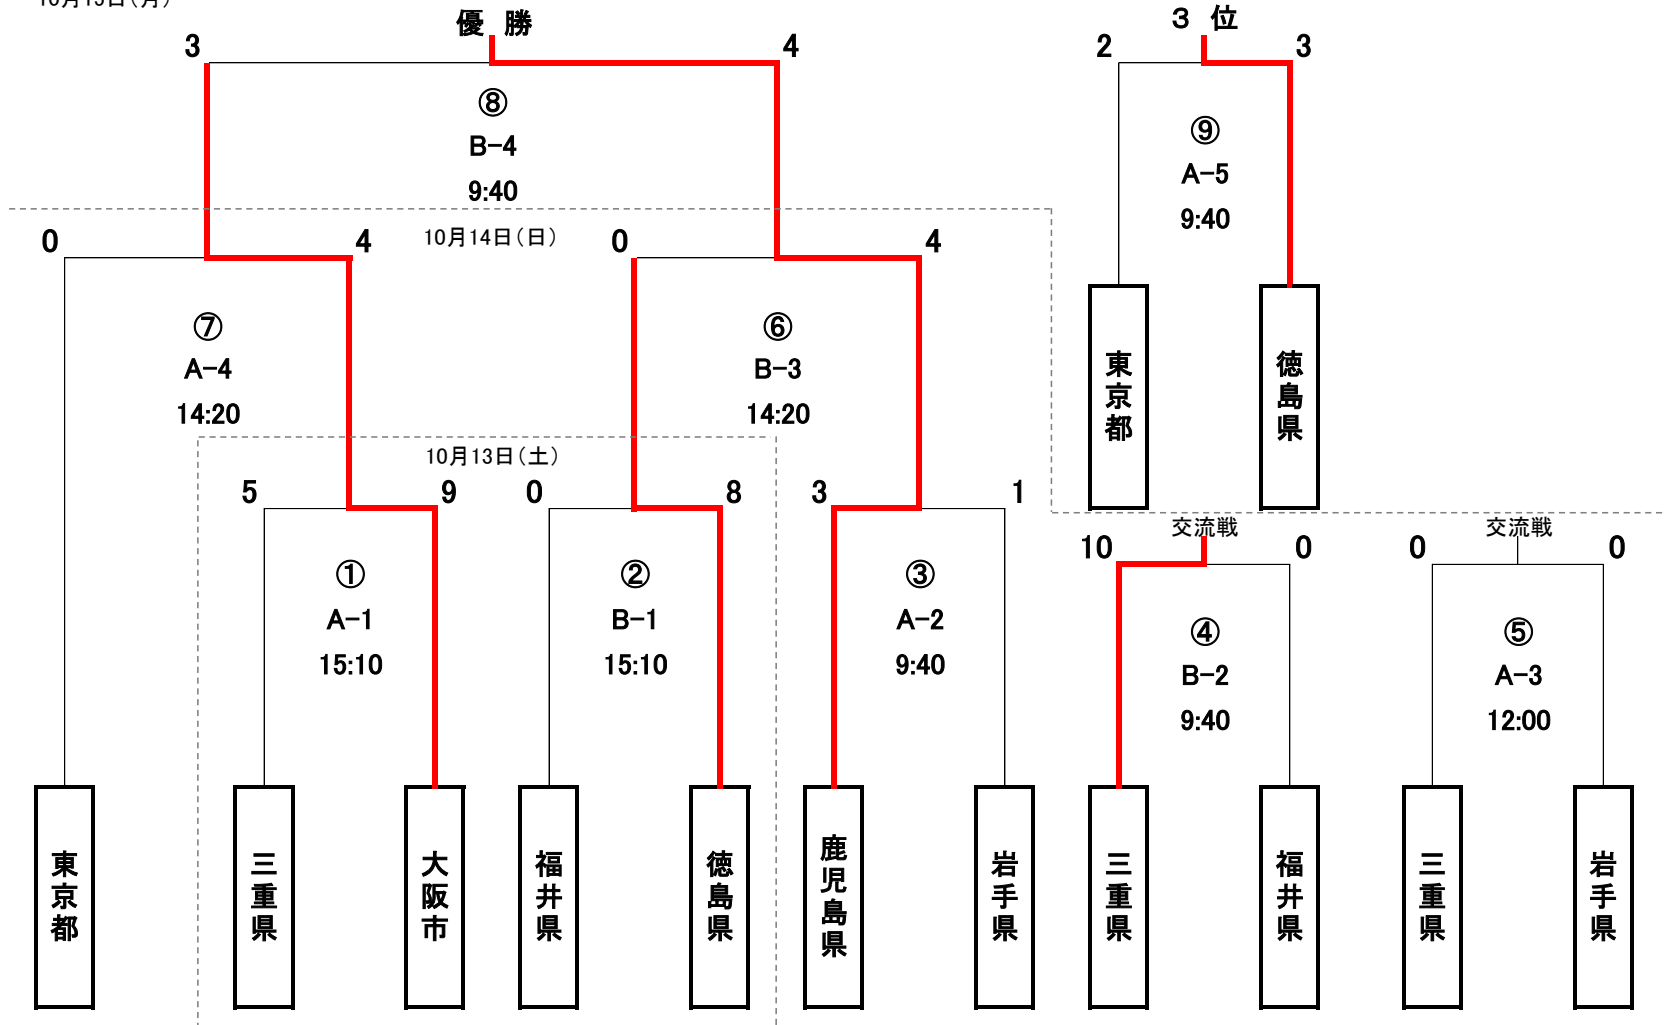 優 勝
3 位
3
4
2
3
⑧
B-4
9:40
⑨
A-5
9:40
10月14日(日)
0
4
0
4
⑦
A-4
14:20
⑥
B-3
14:20
東京都
徳島県
10月13日(土)
5
9
0
8
3
1
交流戦
交流戦
10
0
0
0
①
A-1
15:10
②
B-1
15:10
③
A-2
9:40
④
B-2
9:40
⑤
A-3
12:00
東京都
三重県
大阪市
福井県
徳島県
鹿児島県
岩手県
三重県
福井県
三重県
岩手県